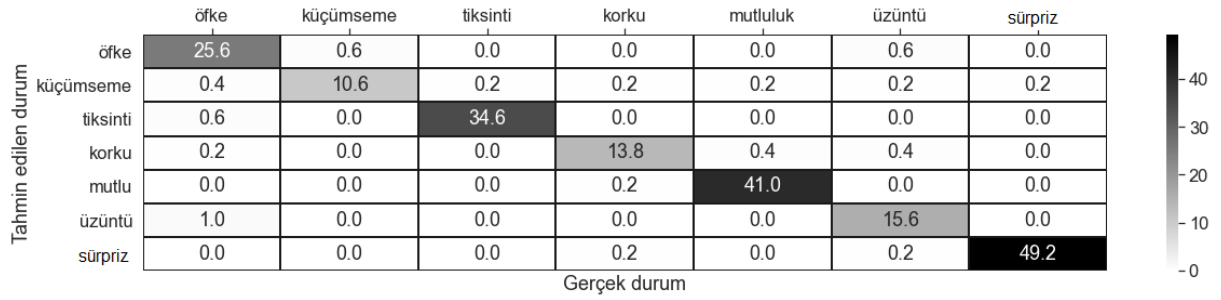 öfke küçümseme tiksinti korku mutluluk üzüntü sürpriz
öfke 25.6 0.6 0.0 0.0 0.0 0.6 0.0
küçümseme 0.4 10.6 0.2 0.2 0.2 0.2 0.2
tiksinti 0.6 0.0 34.6 0.0 0.0 0.0 0.0
korku 0.2 0.0 0.0 13.8 0.4 0.4 0.0
mutlu 0.0 0.0 0.0 0.2 41.0 0.0 0.0
üzüntü 1.0 0.0 0.0 0.0 0.0 15.6 0.0
sürpriz 0.0 0.0 0.0 0.2 0.0 0.2 49.2
Tahmin edilen durum
Gerçek durum
40
30
20
10
0